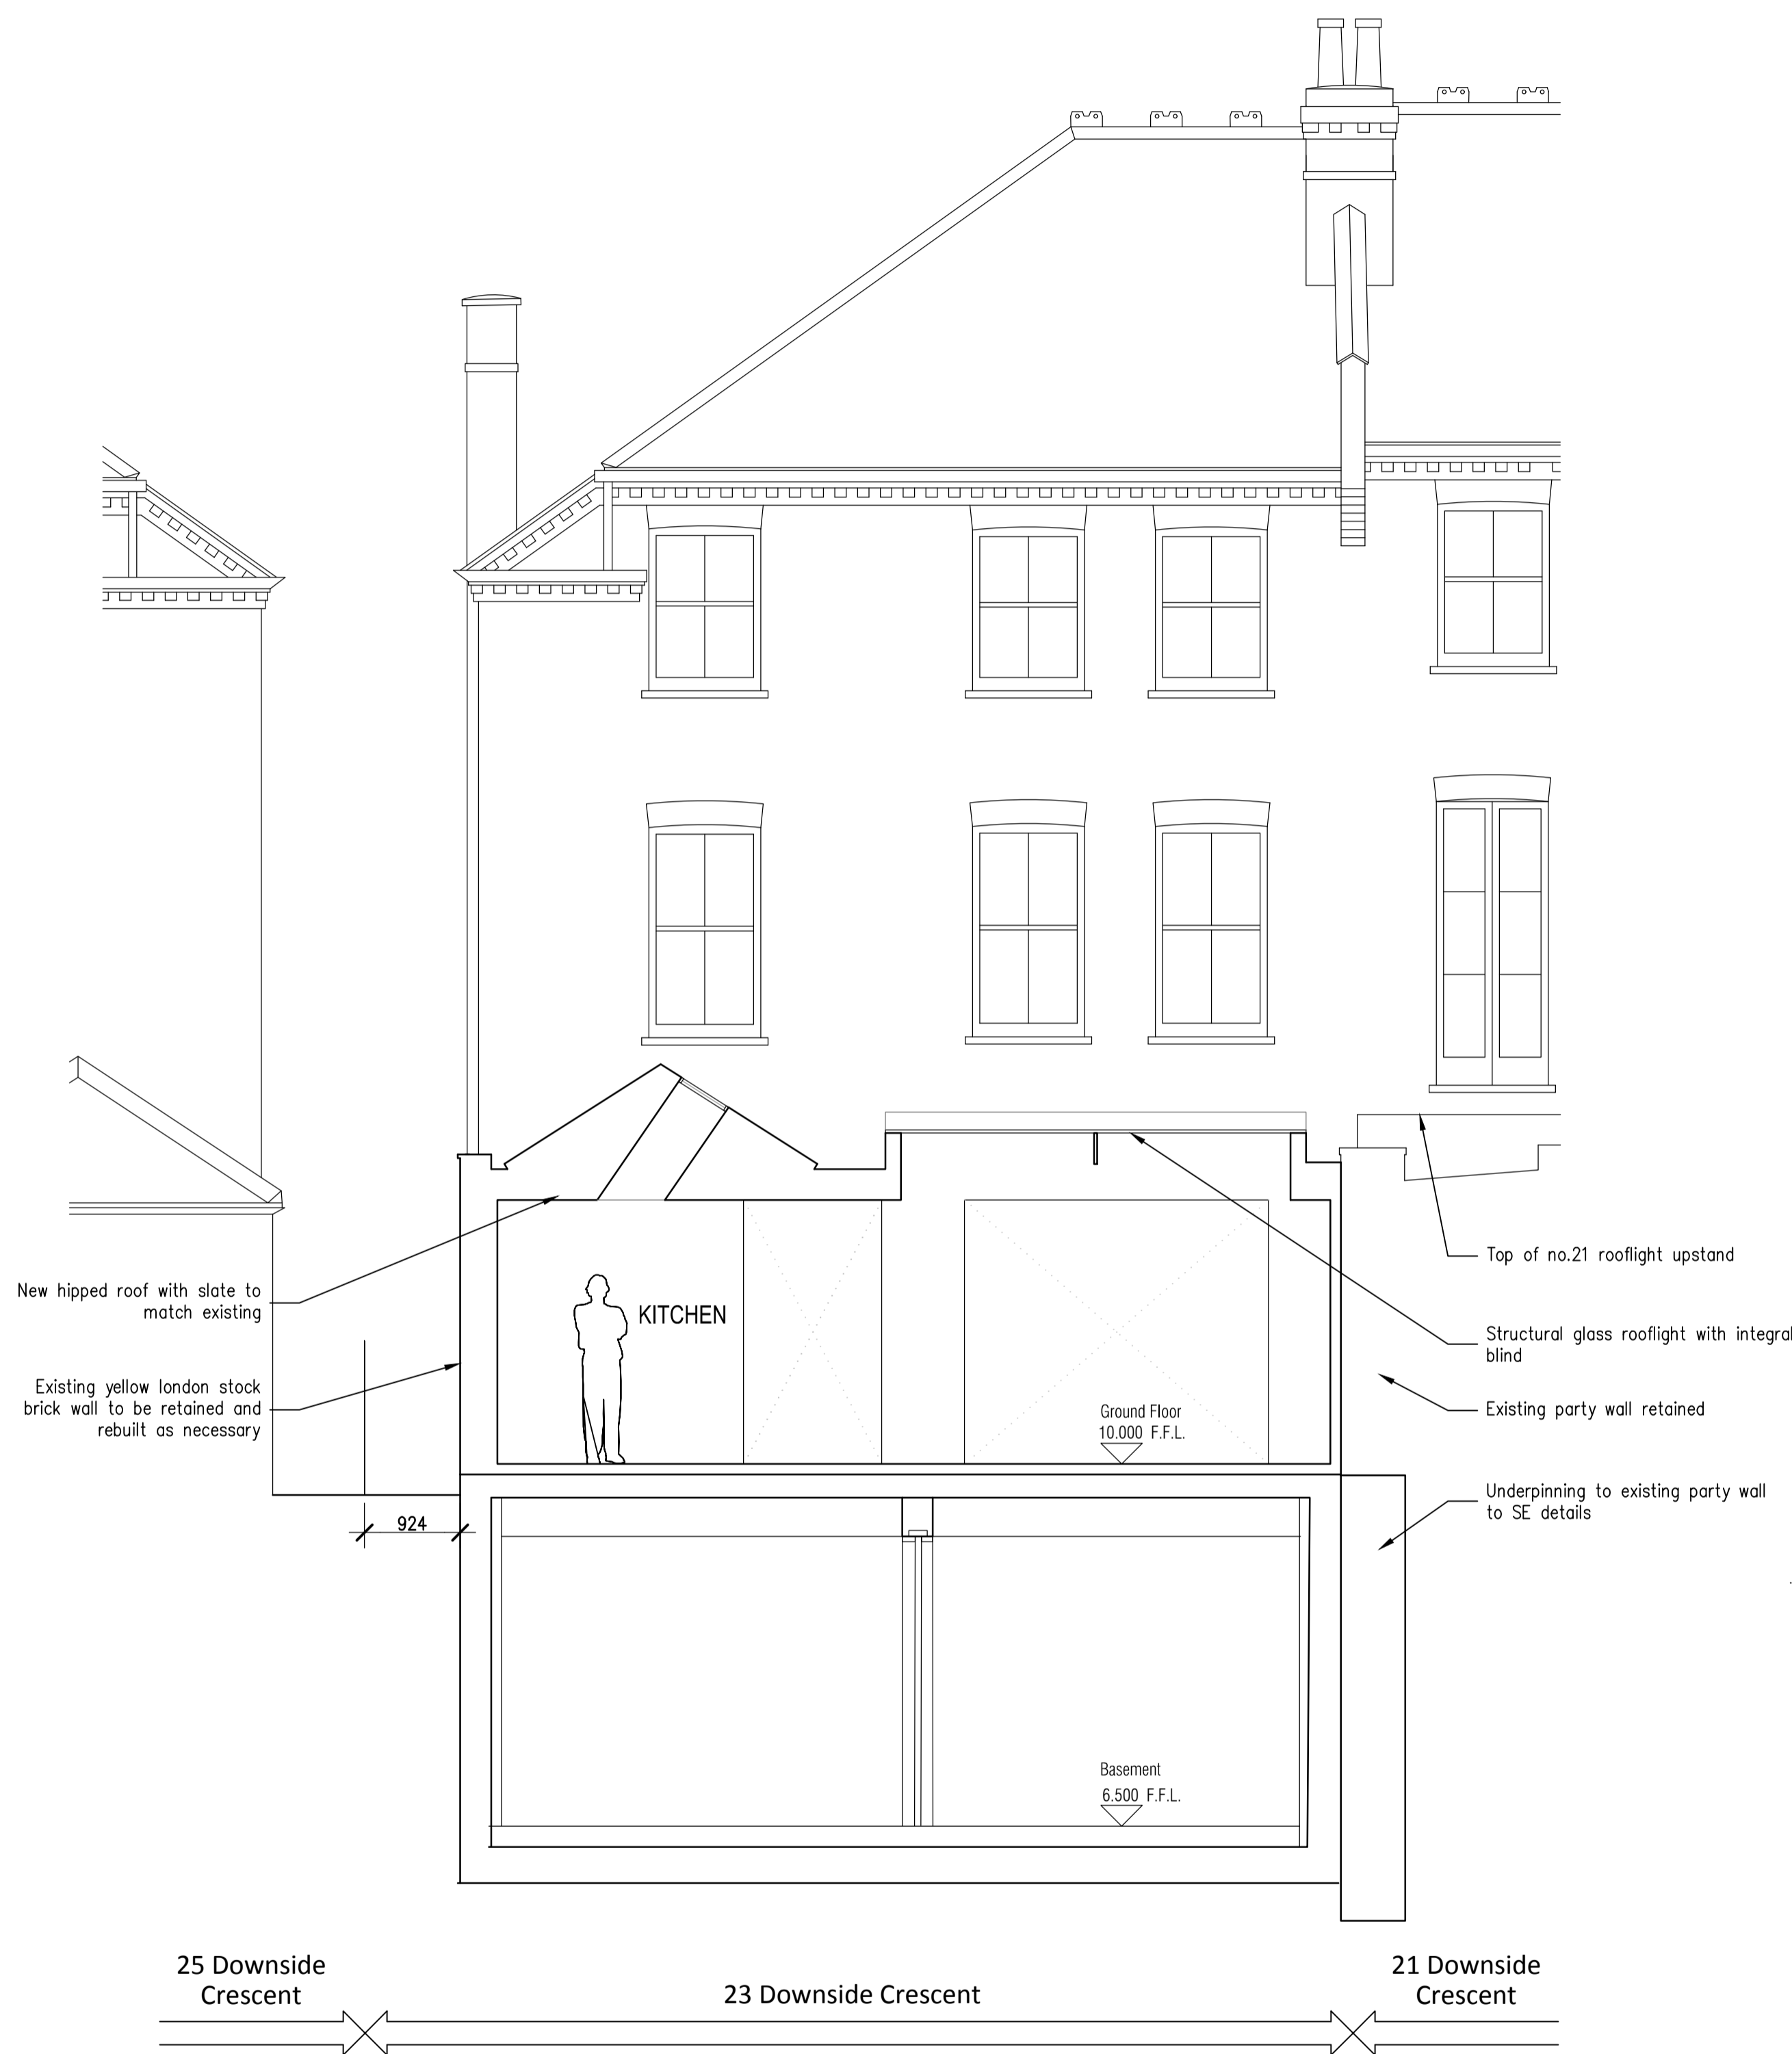 New hipped roof with slate to
match existing
Existing yellow london stock
brick wall to be retained and
rebuilt as necessary
924
KITCHEN
Ground Floor
10.000 F.F.L.
Basement
6.500 F.F.L.
Top of no.21 rooflight upstand
Structural glass rooflight with integral
blind
Existing party wall retained
Underpinning to existing party wall
to SE details
25 Downside
Crescent
23 Downside Crescent
21 Downside
Crescent